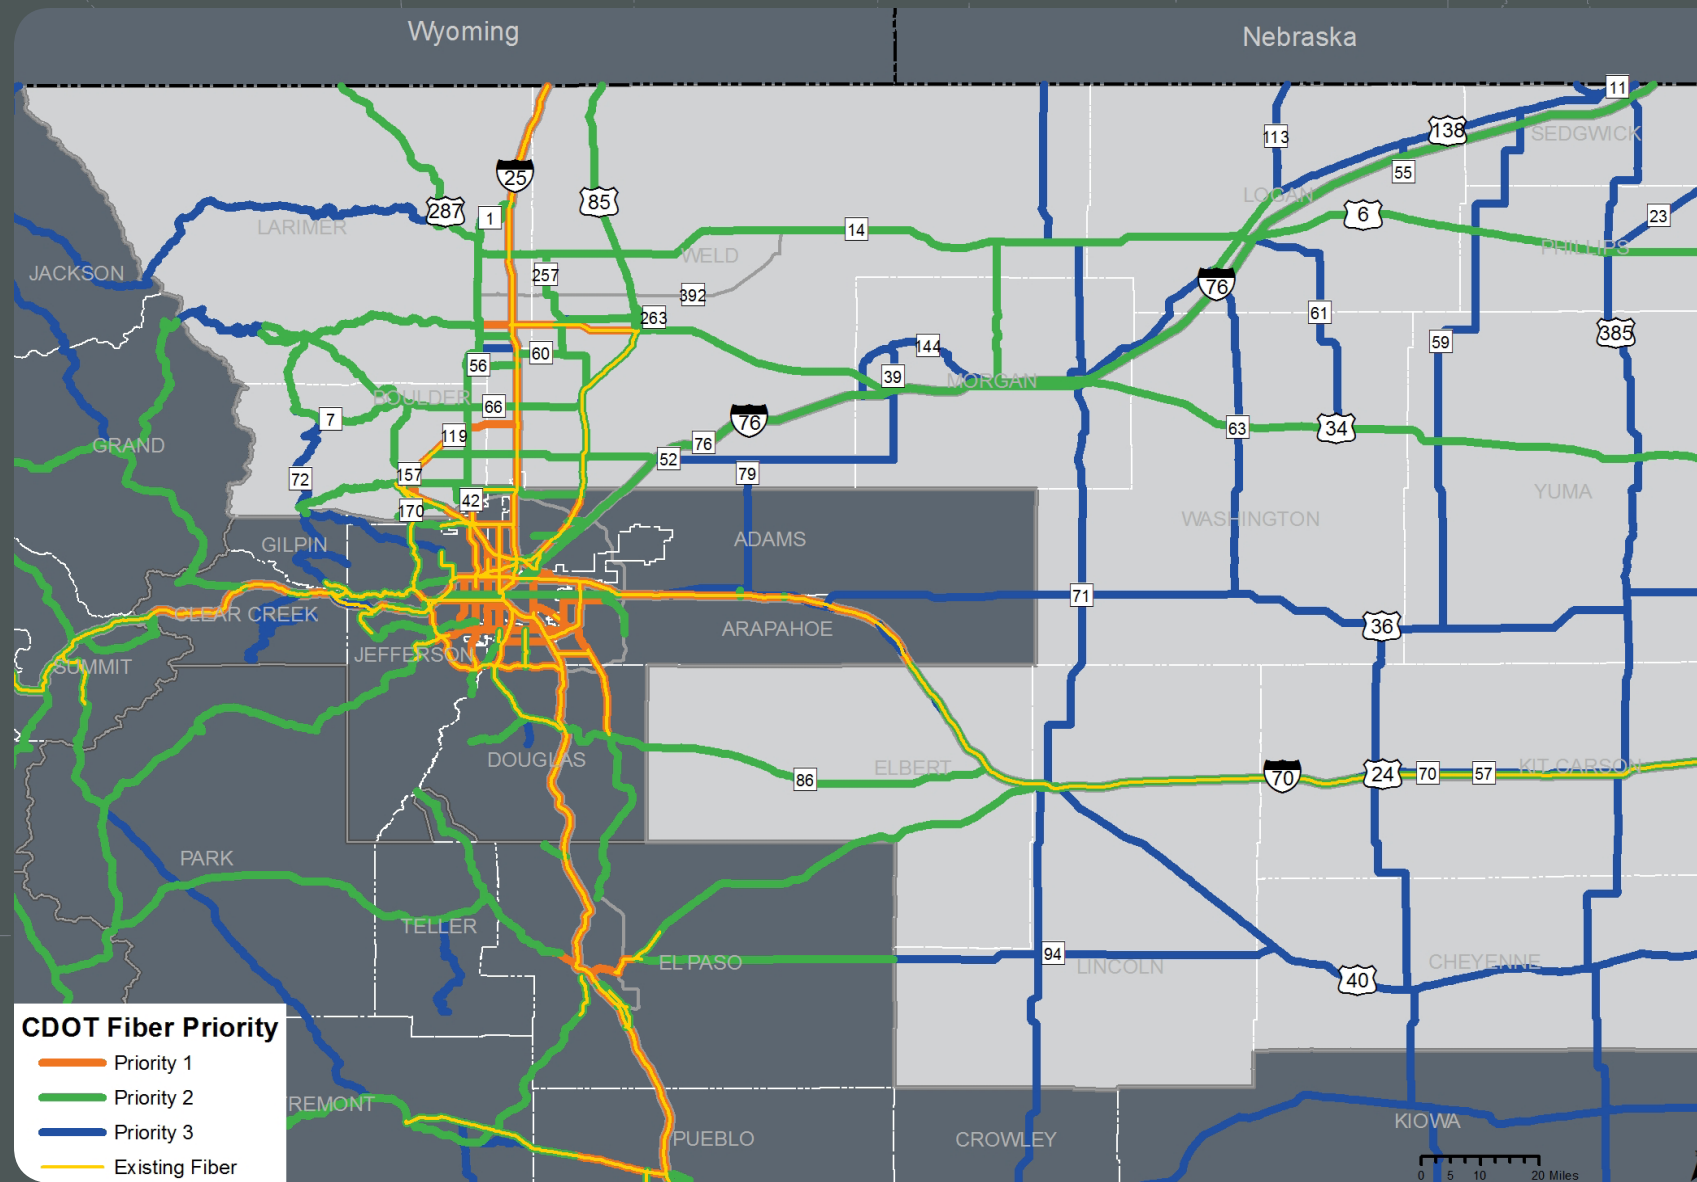 Wyoming
Nebraska
11
138
SEDGWICK
113
55
25
287
1
85
LOGAN
6
23
LARIMER
14
WELD
PHILLIPS
JACKSON
257
392
76
263
61
385
60
56
144
59
39
MORGAN
BOULDER
66
7
76
119
76
63
34
GRAND
52
157
79
72
42
170
YUMA
WASHINGTON
GILPIN
ADAMS
71
CLEAR CREEK
ARAPAHOE
36
JEFFERSON
SUMMIT
DOUGLAS
ELBERT
86
70
24
70
57
KIT CARSON
PARK
TELLER
EL PASO
94
LINCOLN
CHEYENNE
40
CDOT Fiber Priority
Priority 1
Priority 2
Priority 3
Existing Fiber
REMONT
PUEBLO
CROWLEY
KIOWA
0 5 10 20 Miles